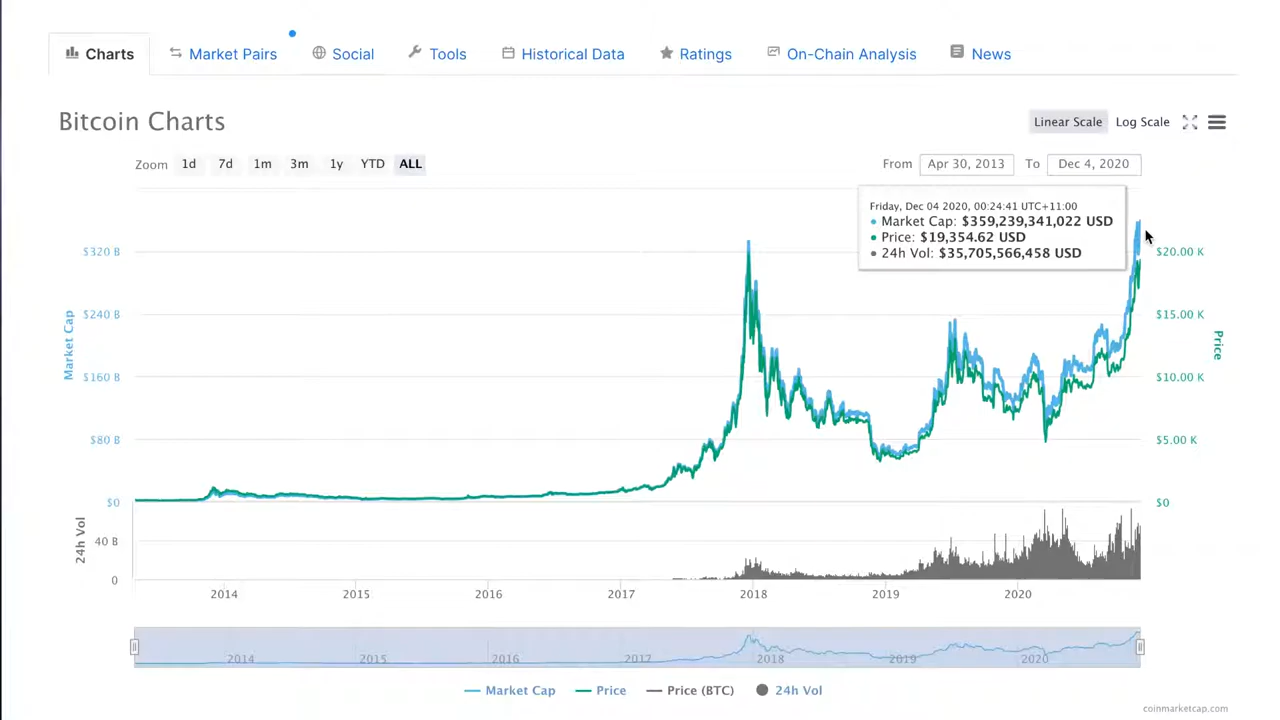 Charts Market Pairs Social Tools Historical Data Ratings On-Chain Analysis News
Bitcoin Charts
Linear Scale Log Scale
Zoom 1d 7d 1m 3m 1y YTD ALL
From Apr 30, 2013 To Dec 4, 2020
Friday, Dec 04 2020, 00:24:41 UTC+11:00
Market Cap: $359,239,341,022 USD
Price: $19,354.62 USD
24h Vol: $35,705,566,458 USD
$320 B $20.00 K
$240 B $15.00 K
Market Cap Price
$160 B $10.00 K
$80 B $5.00 K
$0 $0
24h Vol
40 B
0
2014 2015 2016 2017 2018 2019 2020
2014 2015 2016 2017 2018 2019 2020
Market Cap Price Price (BTC) 24h Vol
coinmarketcap.com